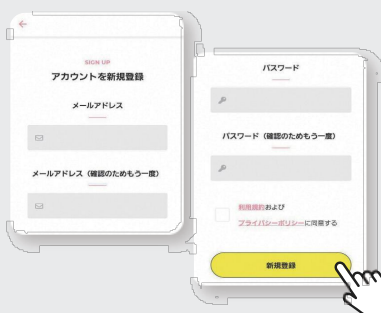 SIGN UP
アカウントを新規登録
メールアドレス
メールアドレス（確認のためもう一度）
パスワード
パスワード（確認のためもう一度）
利用規約および
プライバシーポリシーに同意する
新規登録